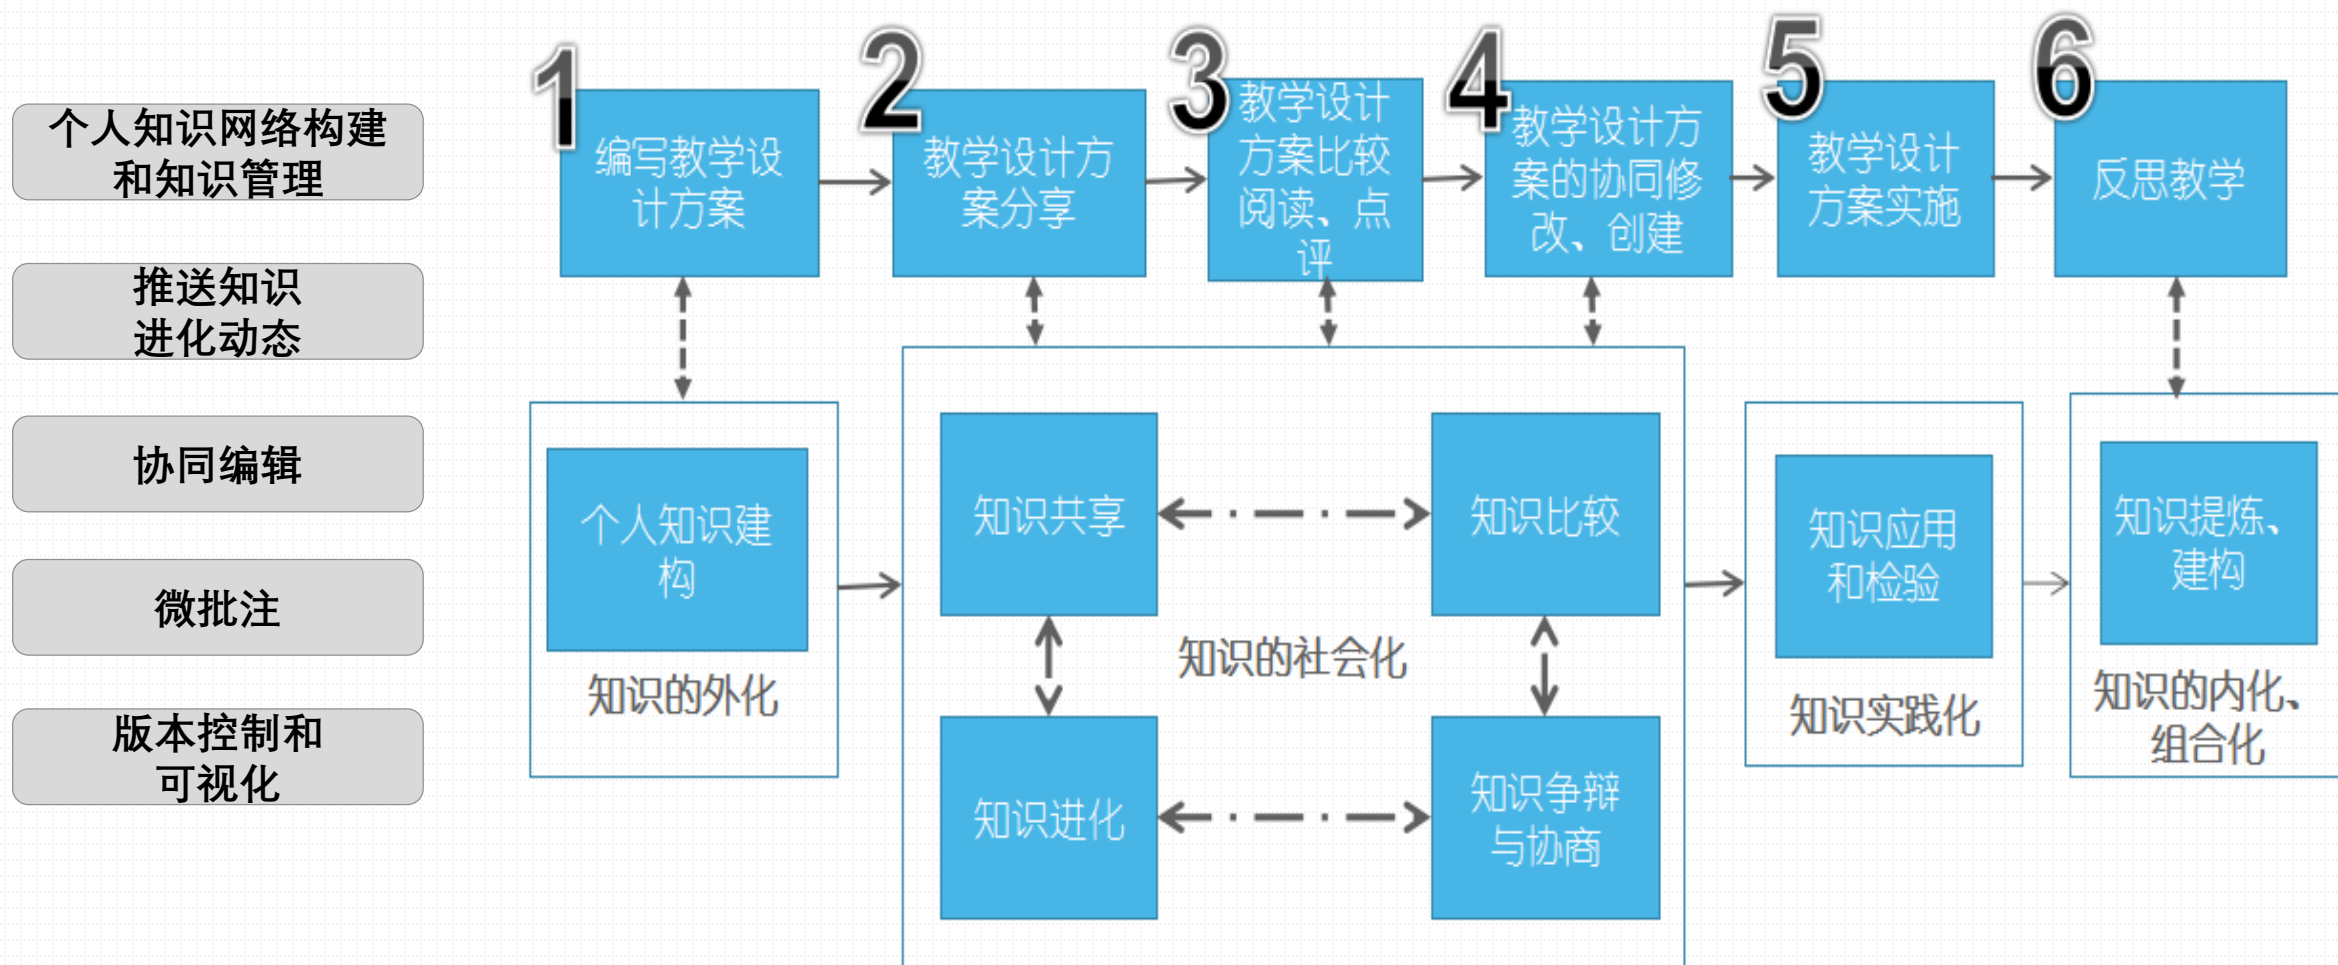 个人知识网络构建
和知识管理
推送知识
进化动态
协同编辑
微批注
版本控制和
可视化
1
编写教学设
计方案
2
教学设计方
案分享
3
教学设计
方案比较
阅读、点
评
4
教学设计方
案的协同修
改、创建
5
教学设计
方案实施
6
反思教学
个人知识建
构
知识的外化
知识共享
知识比较
知识的社会化
知识进化
知识争辩
与协商
知识应用
和检验
知识实践化
知识提炼、
建构
知识的内化、
组合化